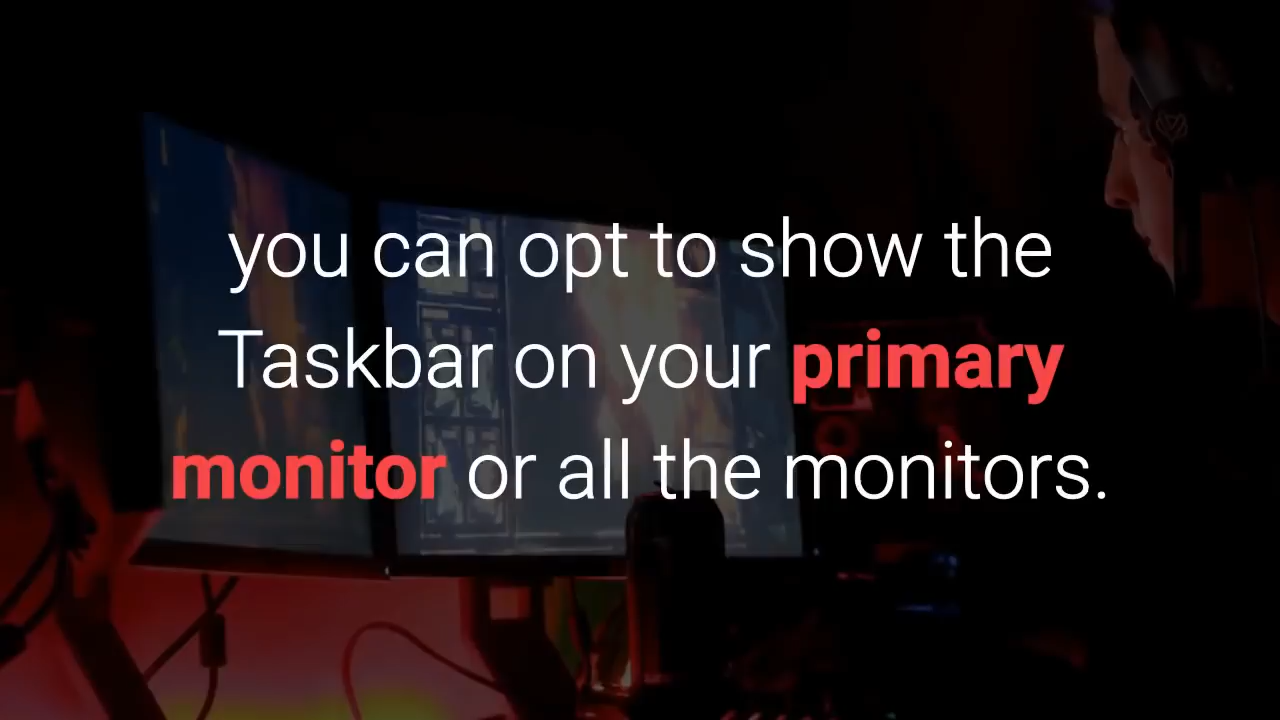 you can opt to show the
Taskbar on your primary
monitor or all the monitors.